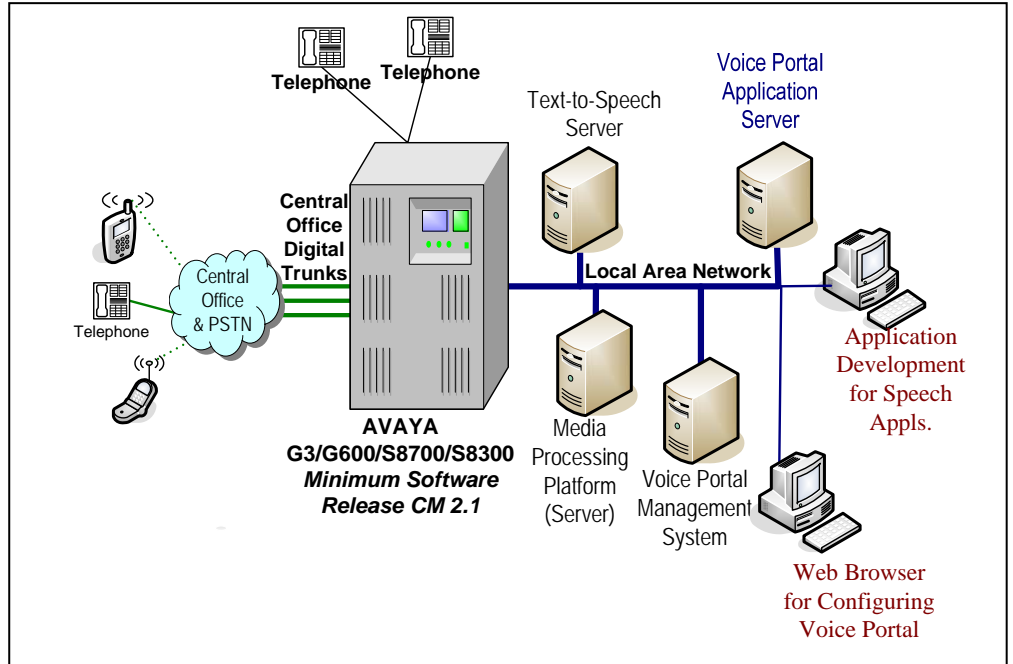 Telephone
Telephone
Text-to-Speech
Server
Voice Portal
Application
Server
Central
Office
Digital
Trunks
Central
Office
& PSTN
Telephone
Local Area Network
AVAYA
G3/G600/S8700/S8300
Minimum Software
Release CM 2.1
Media
Processing
Platform
(Server)
Voice Portal
Management
System
Application
Development
for Speech
Appls.
Web Browser
for Configuring
Voice Portal